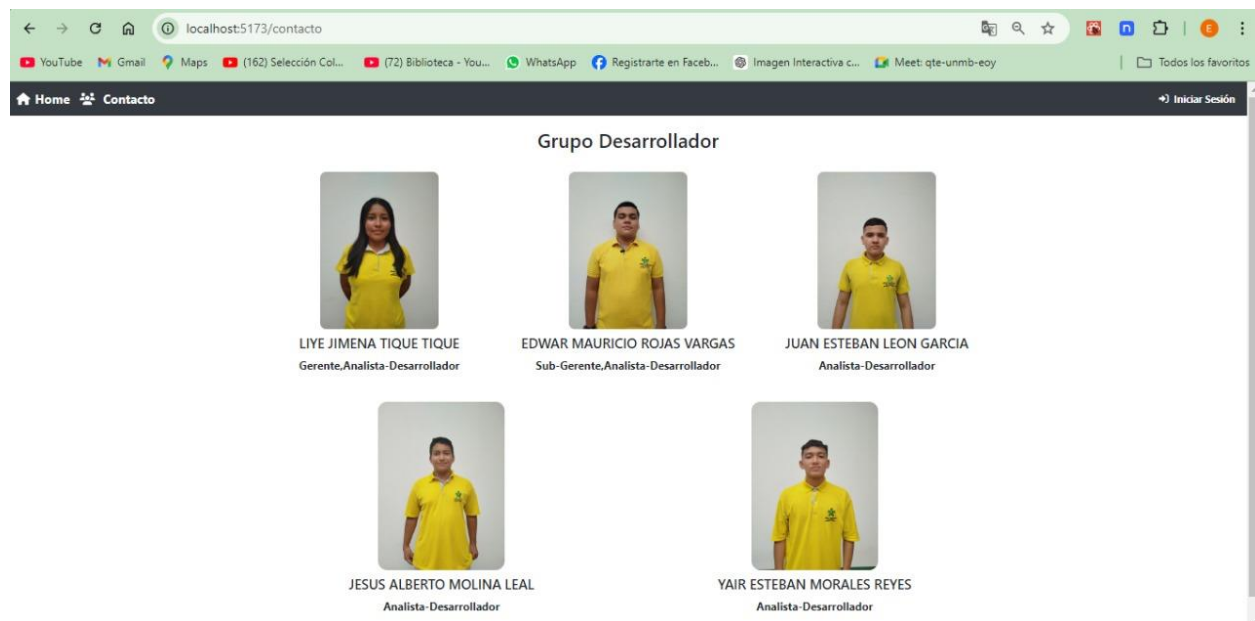 localhost:5173/contacto
E
YouTube Gmail Maps (162) Selección Col... (72) Biblioteca - You... WhatsApp Registrarte en Faceb... Imagen Interactiva c... Meet: qte-unmb-eoy Todos los favoritos
Home Contacto Iniciar Sesión
Grupo Desarrollador
LIYE JIMENA TIQUE TIQUE EDWAR MAURICIO ROJAS VARGAS JUAN ESTEBAN LEON GARCIA
Gerente,Analista-Desarrollador Sub-Gerente,Analista-Desarrollador Analista-Desarrollador
JESUS ALBERTO MOLINA LEAL YAIR ESTEBAN MORALES REYES
Analista-Desarrollador Analista-Desarrollador